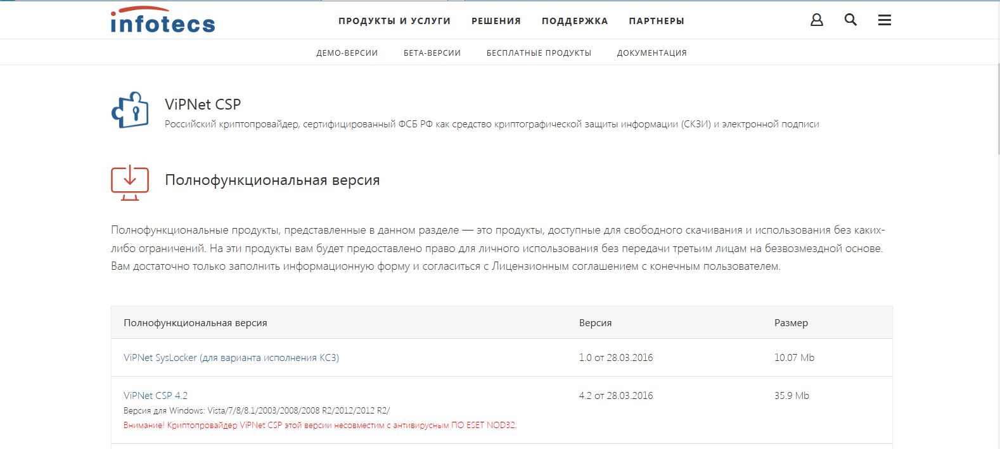 infotecs
ПРОДУКТЫ И УСЛУГИ РЕШЕНИЯ ПОДДЕРЖКА ПАРТНЕРЫ
ДЕМО-ВЕРСИИ БЕТА-ВЕРСИИ БЕСПЛАТНЫЕ ПРОДУКТЫ ДОКУМЕНТАЦИЯ
ViPNet CSP
Российский криптопровайдер, сертифицированный ФСБ РФ как средство криптографической защиты информации (СКЗИ) и электронной подписи
Полнофункциональная версия
Полнофункциональные продукты, представленные в данном разделе — это продукты, доступные для свободного скачивания и использования без каких-
либо ограничений. На эти продукты вам будет предоставлено право для личного использования без передачи третьим лицам на безвозмездной основе.
Вам достаточно только заполнить информационную форму и согласиться с Лицензионным соглашением с конечным пользователем.
Полнофункциональная версия Версия Размер
ViPNet SysLocker (для варианта исполнения КС3) 1.0 от 28.03.2016 10.07 Mb
ViPNet CSP 4.2 4.2 от 28.03.2016 35.9 Mb
Версия для Windows: Vista/7/8/8.1/2003/2008/2008 R2/2012/2012 R2/
Внимание! Криптопровайдер ViPNet CSP этой версии несовместим с антивирусным ПО ESET NOD32.